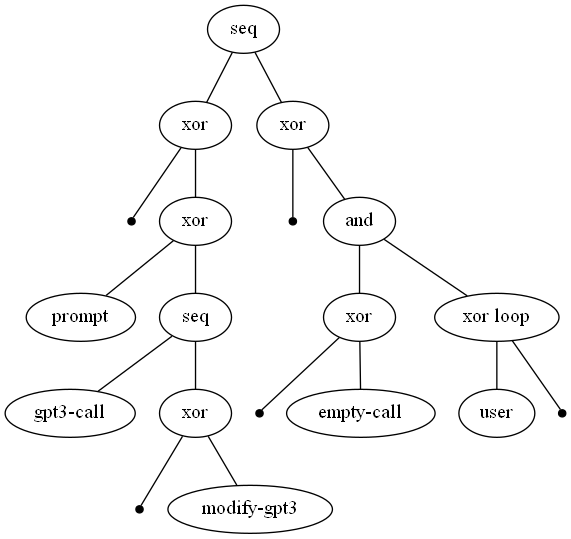 seq
xor xor
xor and
prompt seq xor xor loop
gpt3-call xor empty-call user
modify-gpt3